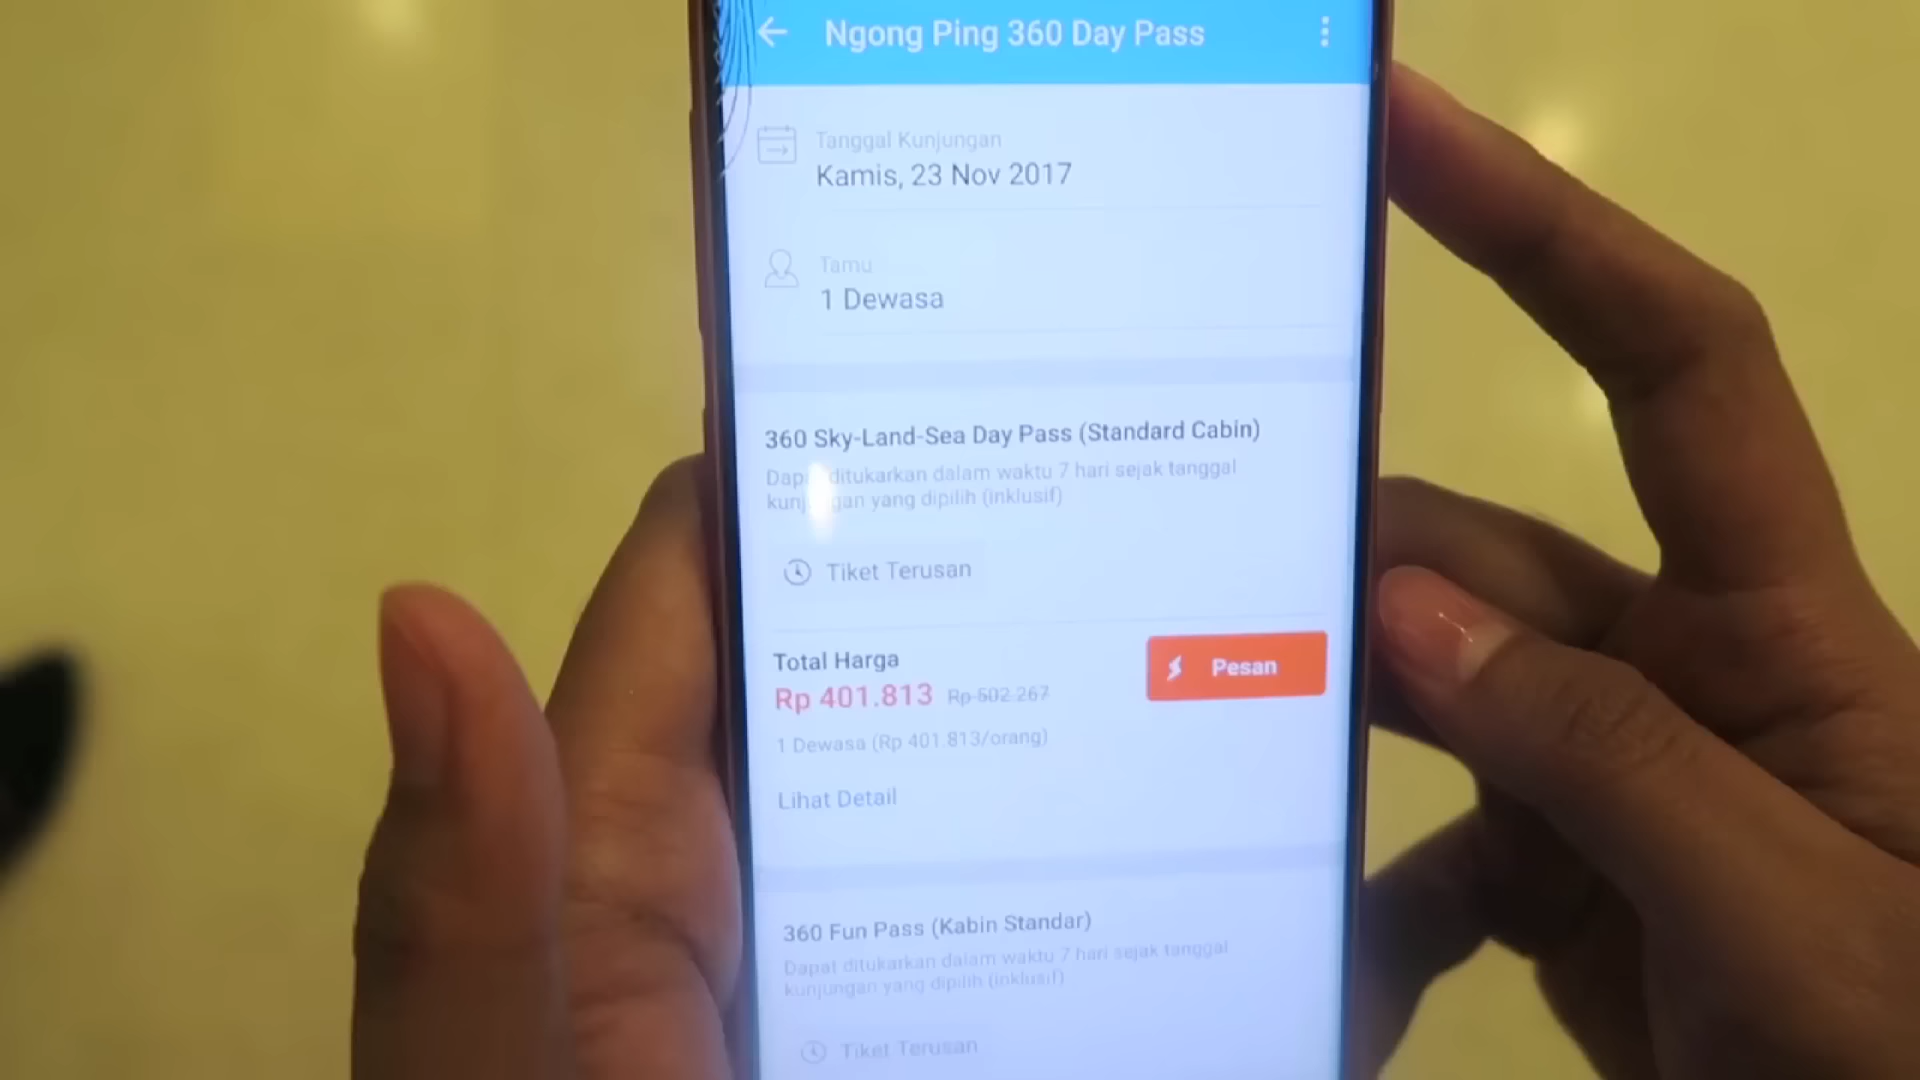 Ngong Ping 360 Day Pass
Tanggal Kunjungan
Kamis, 23 Nov 2017
Tamu
1 Dewasa
360 Sky-Land-Sea Day Pass (Standard Cabin)
ditukarkan dalam waktu 7 hari sejak tanggal
yang dipilih (inklusif)
Tiket Terusan
Total Harga
Rp 401.813 Rp 502.267
Pesan
1 Dewasa (Rp 401.813/orang)
Lihat Detail
360 Fun Pass (Kabin Standar)
Dapat ditukarkan dalam waktu 7 hari sejak tanggal
kunjungan yang dipilih (inklusif)
Tiket Terusan